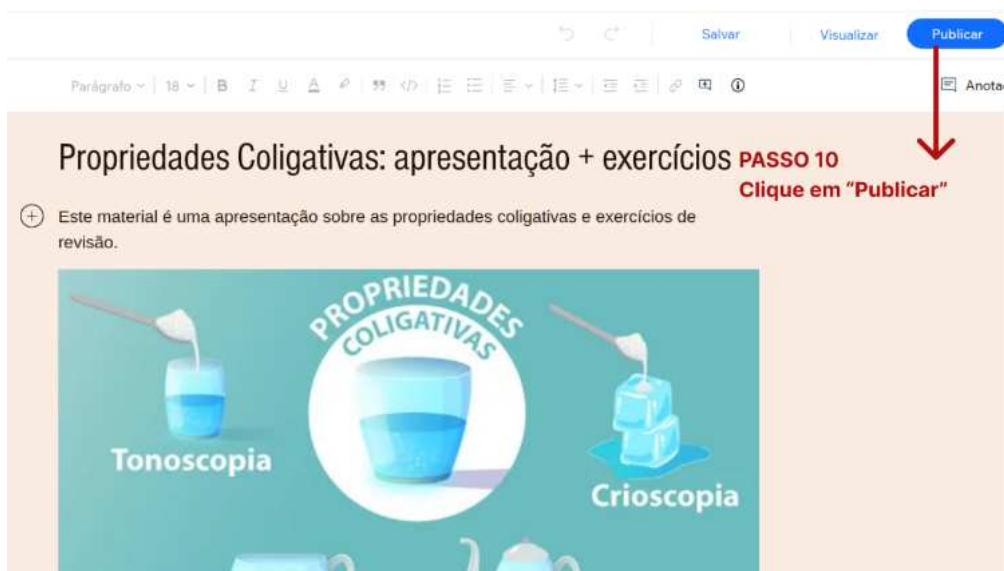 Salvar Visualizar Publicar
Parágrafo 18 B I U A
Propriedades Coligativas: apresentação + exercícios
PASSO 10
Clique em “Publicar”
Este material é uma apresentação sobre as propriedades coligativas e exercícios de
revisão.
PROPRIEDADES
COLIGATIVAS
Tonoscopia
Crioscopia